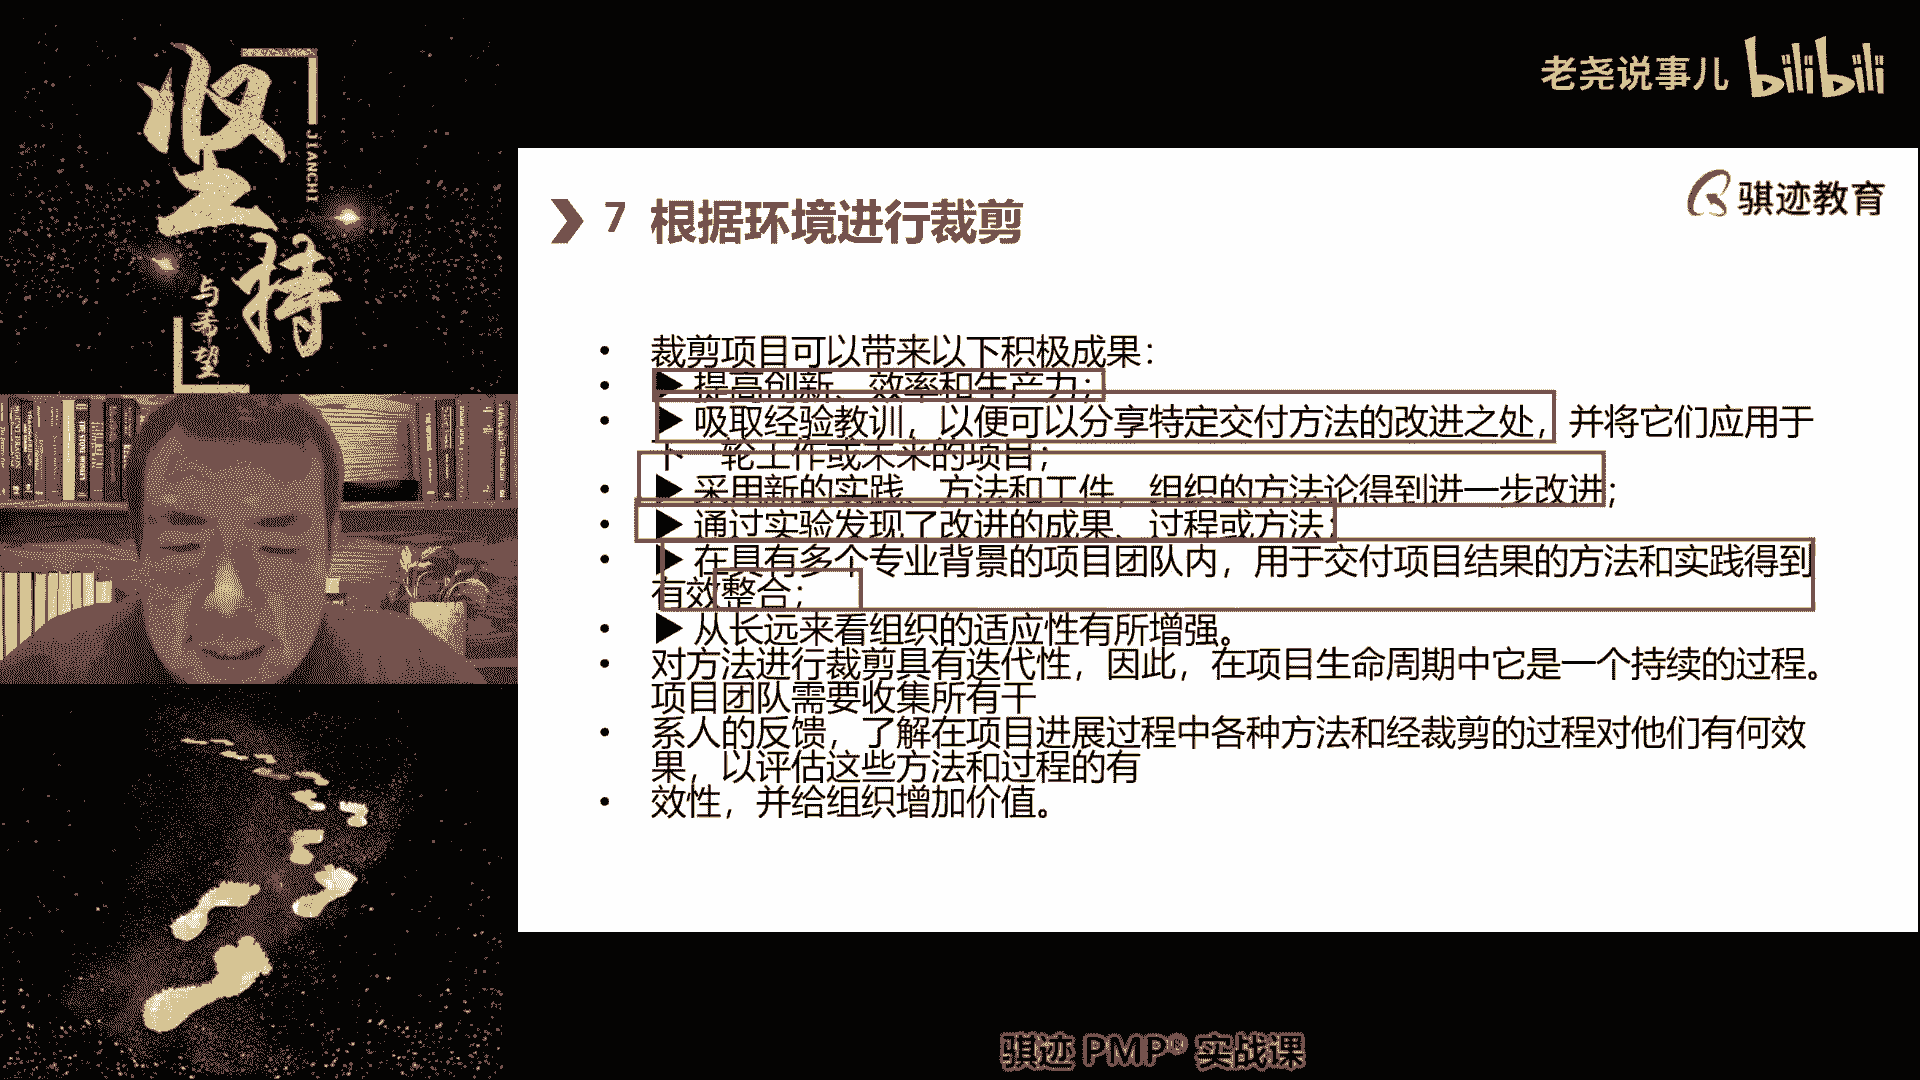 坚持
JIANCHI
与希望
老尧说事儿 bilibili
骐迹教育
7 根据环境进行裁剪
• 裁剪项目可以带来以下积极成果：
• ▶ 提高创新、效率和生产力；
• ▶ 吸取经验教训，以便可以分享特定交付方法的改进之处，并将它们应用于
下一轮工作或未来的项目；
• ▶ 采用新的实践、方法和工件，组织的方法论得到进一步改进；
• ▶ 通过实验发现了改进的成果、过程或方法；
• ▶ 在具有多个专业背景的项目团队内，用于交付项目结果的方法和实践得到
有效整合；
• ▶ 从长远来看组织的适应性有所增强。
• 对方法进行裁剪具有迭代性，因此，在项目生命周期中它是一个持续的过程。
项目团队需要收集所有干
• 系人的反馈，了解在项目进展过程中各种方法和经裁剪的过程对他们有何效
果，以评估这些方法和过程的有
• 效性，并给组织增加价值。
骐迹 PMP® 实战课